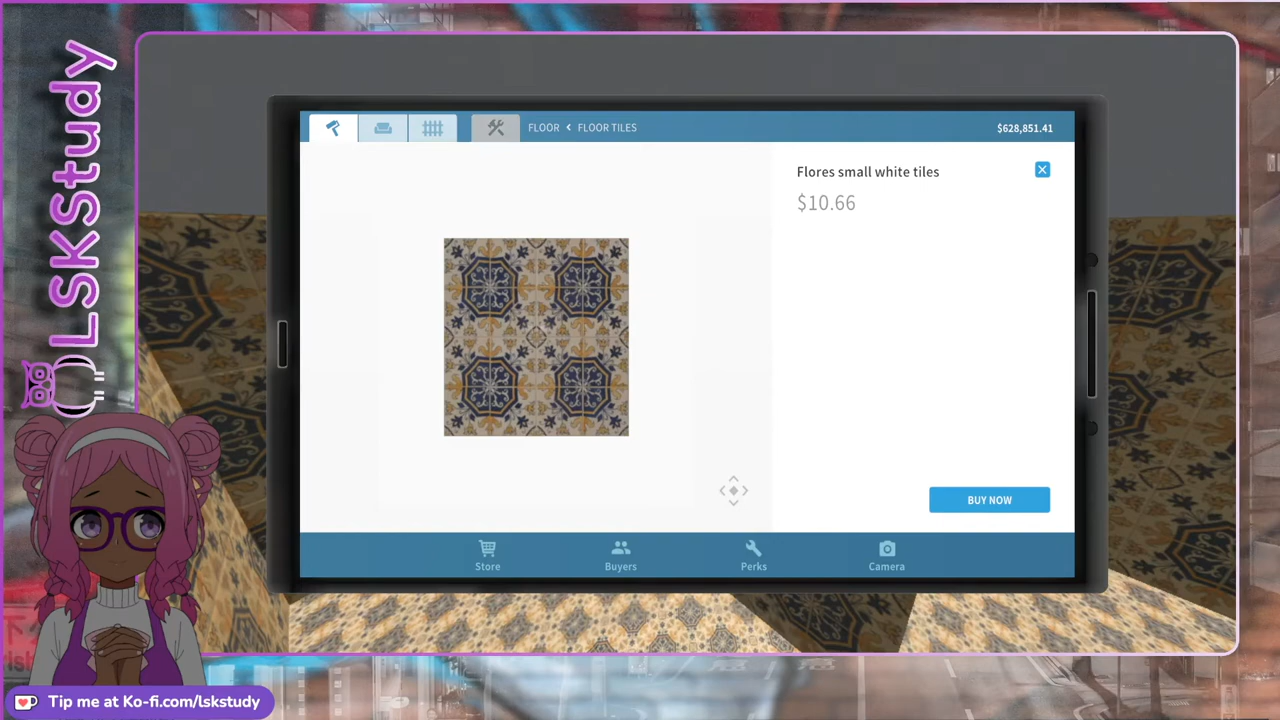 LSKStudy
FLOOR < FLOOR TILES
$628,851.41
Flores small white tiles
$10.66
BUY NOW
Store
Buyers
Perks
Camera
Tip me at Ko-fi.com/lskstudy